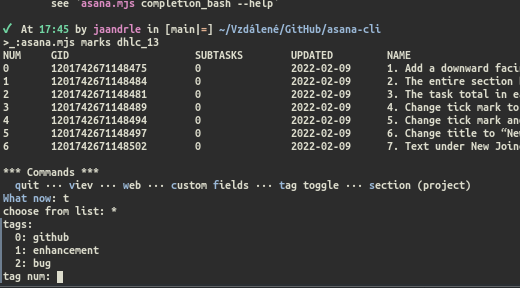 see `asana.mjs completion_bash --help`
✓ At 17:45 by jaandrle in [main|=] ~/Vzdálené/GitHub/asana-cli
>_:asana.mjs marks dhlc_13
NUM GID SUBTASKS UPDATED NAME
0 1201742671148475 0 2022-02-09 1. Add a downward faci
1 1201742671148478 0 2022-02-09 2. The entire section
2 1201742671148481 0 2022-02-09 3. The task total in ea
3 1201742671148489 0 2022-02-09 4. Change tick mark to
4 1201742671148494 0 2022-02-09 5. Change tick mark and
5 1201742671148497 0 2022-02-09 6. Change title to “New
6 1201742671148502 0 2022-02-09 7. Text under New Joine
*** Commands ***
quit ··· viev ··· web ··· custom fields ··· tag toggle ··· section (project)
What now: t
choose from list: *
tags:
0: github
1: enhancement
2: bug
tag num: